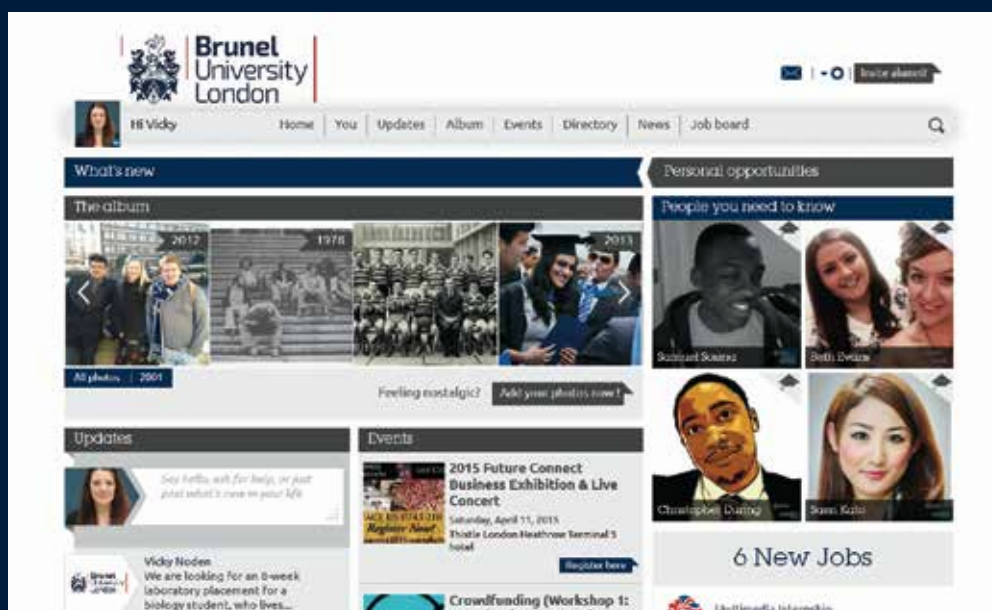 Brunel
University
London
Invite alumni
Hi Vicky
Home
You
Updates
Album
Events
Directory
News
Job board
What's new
Personal opportunities
The album
People you need to know
2012
1978
2013
All photos
2001
Feeling nostalgic?
Add your photos now!
Beth Evans
Christopher During
Updates
Say hello, ask for help, or just
post what's new in your life
Vicky Noden
We are looking for an 8-week
laboratory placement for a
biology student, who lives...
Events
Register Now!
2015 Future Connect
Business Exhibition & Live
Concert
Saturday, April 11, 2015
Thistle London Heathrow Terminal 5
hotel
Register here
Crowdfunding (Workshop 1:
6 New Jobs
Multimedia Internship